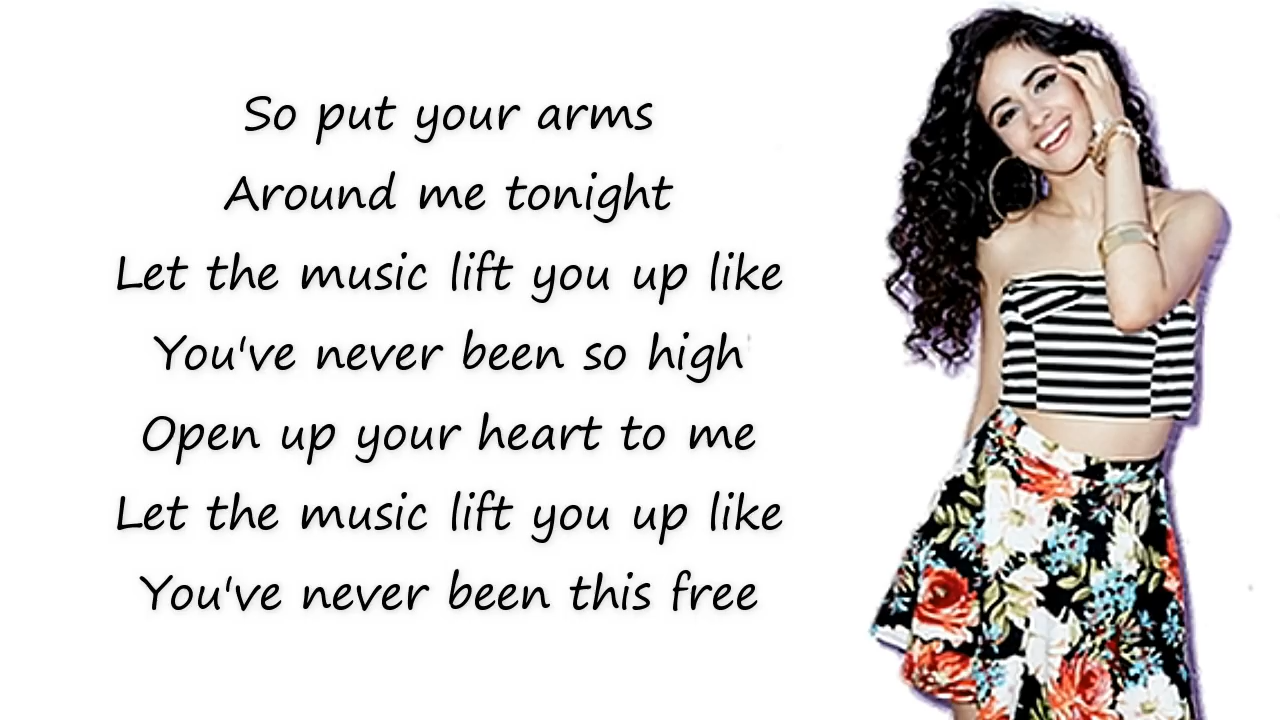 So put your arms
Around me tonight
Let the music lift you up like
You've never been so high
Open up your heart to me
Let the music lift you up like
You've never been this free